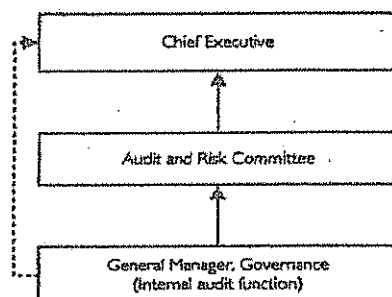 Chief Executive
Audit and Risk Committee
General Manager, Governance
(internal audit function)